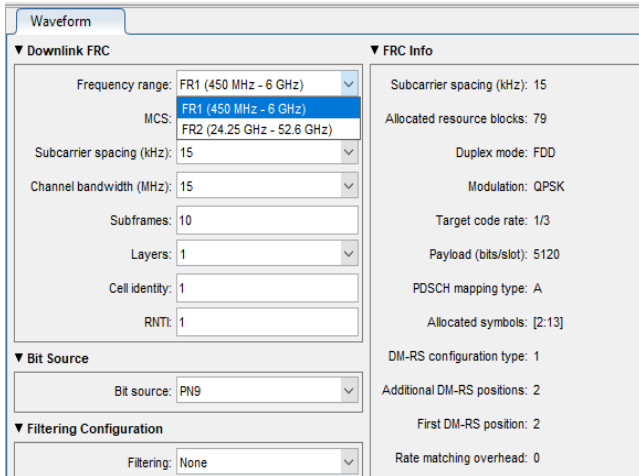 Waveform
▼ Downlink FRC
Frequency range: FR1 (450 MHz - 6 GHz)
FR1 (450 MHz - 6 GHz)
FR2 (24.25 GHz - 52.6 GHz)
MCS:
Subcarrier spacing (kHz): 15
Channel bandwidth (MHz): 15
Subframes: 10
Layers: 1
Cell identity: 1
RNTI: 1
▼ Bit Source
Bit source: PN9
▼ Filtering Configuration
Filtering: None
▼ FRC Info
Subcarrier spacing (kHz): 15
Allocated resource blocks: 79
Duplex mode: FDD
Modulation: QPSK
Target code rate: 1/3
Payload (bits/slot): 5120
PDSCH mapping type: A
Allocated symbols: [2:13]
DM-RS configuration type: 1
Additional DM-RS positions: 2
First DM-RS position: 2
Rate matching overhead: 0